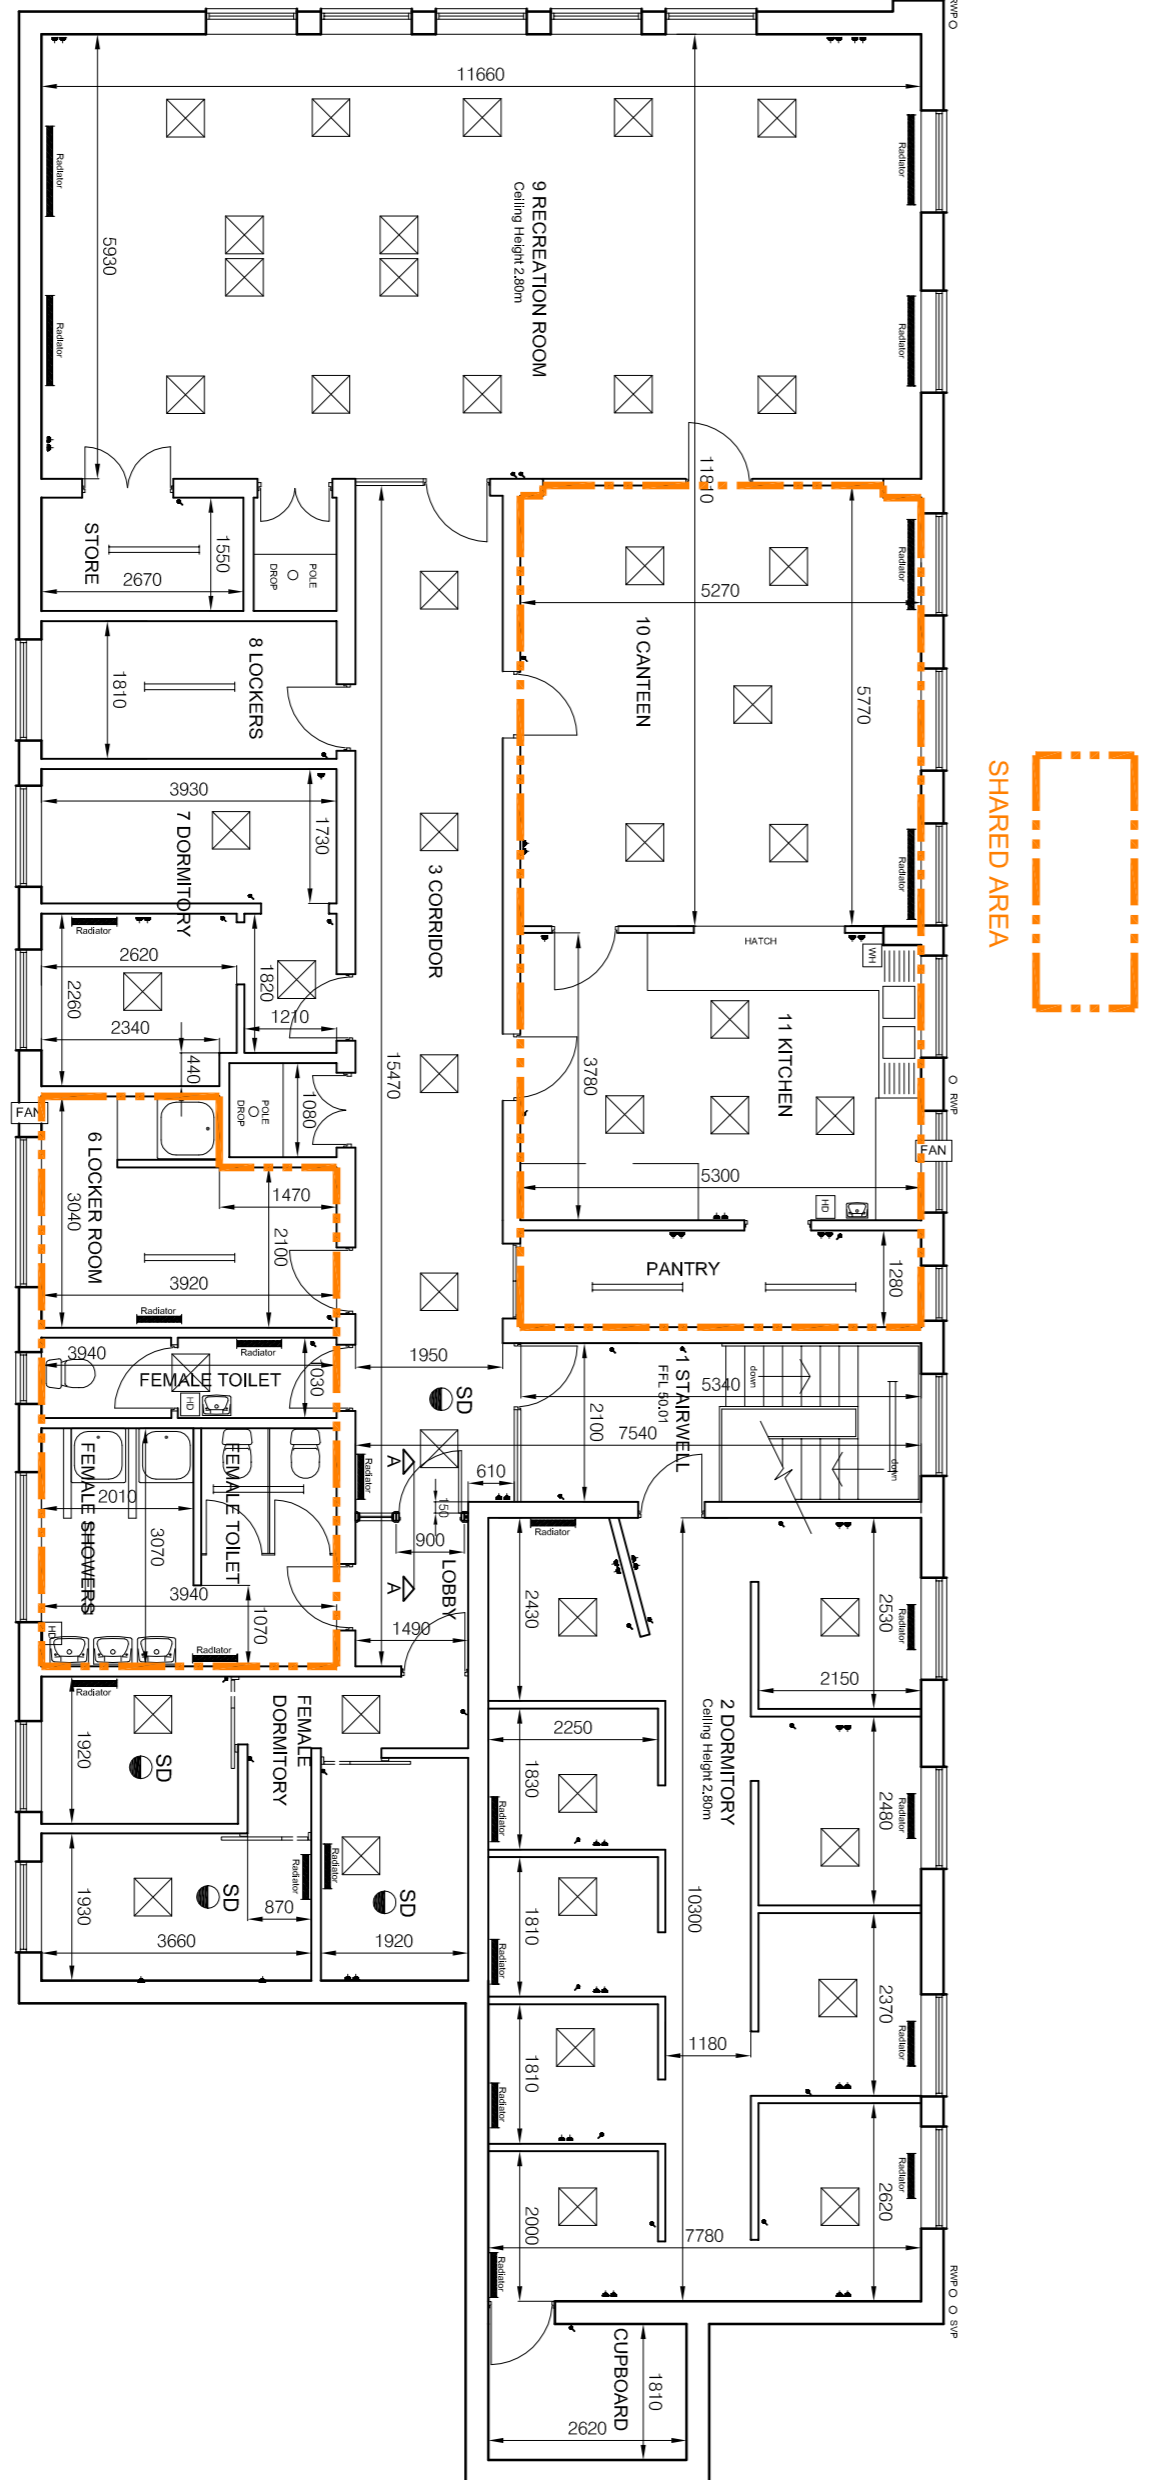 RWP
11660
5930
Radiator
Radiator
9 RECREATION ROOM
Ceiling Height 2.80m
Radiator
Radiator
11810
STORE
1550
2670
POLE
DROP
10 CANTEEN
5270
Radiator
5770
SHARED AREA
8 LOCKERS
1810
3930
1730
7 DORMITORY
Radiator
Radiator
3 CORRIDOR
HATCH
WH
2620
2260
1820
2340
1210
440
15470
11 KITCHEN
3780
RWP
FAN
POLE
DROP
1080
FAN
6 LOCKER ROOM
3040
1470
2100
3920
Radiator
5300
HD
PANTRY
1280
3940
Radiator
1030
FEMALE TOILET
HD
1950
SD
1 STAIRWELL
FFL 50.01
5340
2100
7540
down
down
FEMALE SHOWERS
FEMALE TOILET
2010
3070
3940
1070
HD
Radiator
Radiator
A
150
610
900
A
LOBBY
1490
Radiator
2430
2530
Radiator
2150
Radiator
1920
SD
FEMALE
DORMITORY
2 DORMITORY
Ceiling Height 2.80m
2250
1830
Radiator
2480
Radiator
1930
SD
Radiator
870
3660
Radiator
SD
1920
1810
Radiator
10300
2370
Radiator
1180
1810
Radiator
2620
Radiator
2000
7780
Radiator
RWP
SVP
CUPBOARD
1810
2620